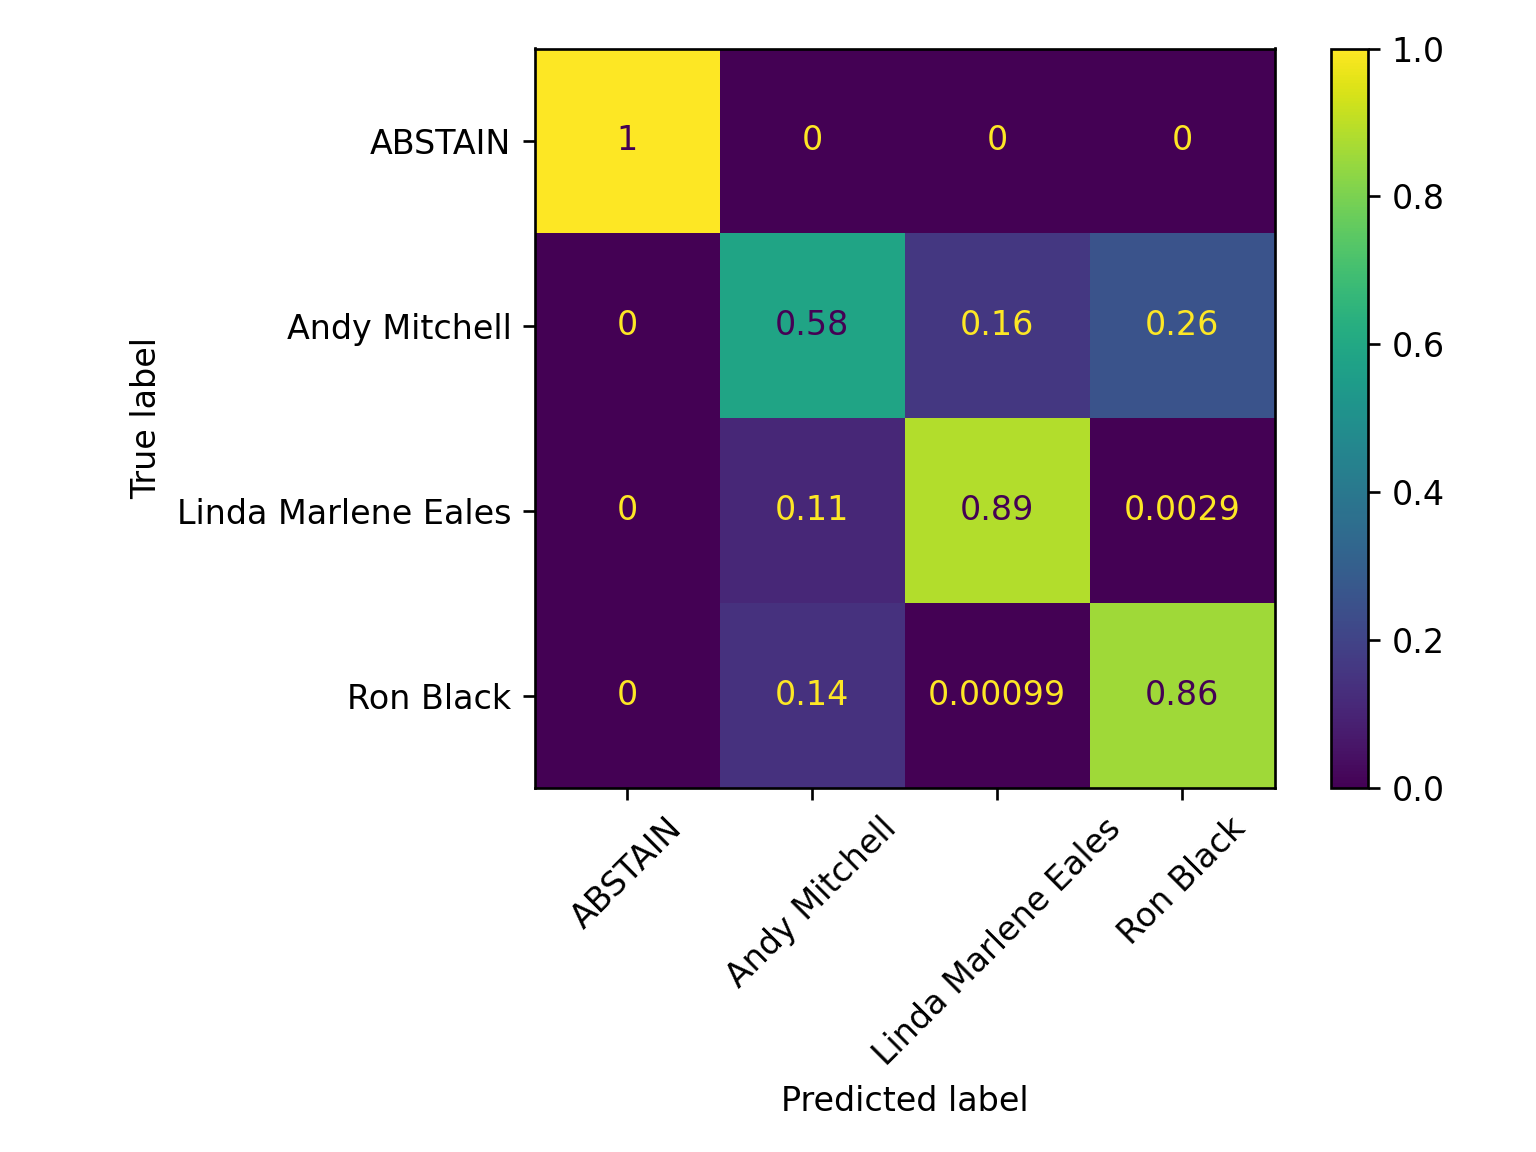 ABSTAIN 1 0 0 0
Andy Mitchell 0 0.58 0.16 0.26
Linda Marlene Eales 0 0.11 0.89 0.0029
Ron Black 0 0.14 0.00099 0.86
True label
ABSTAIN
Andy Mitchell
Linda Marlene Eales
Ron Black
Predicted label
1.0
0.8
0.6
0.4
0.2
0.0